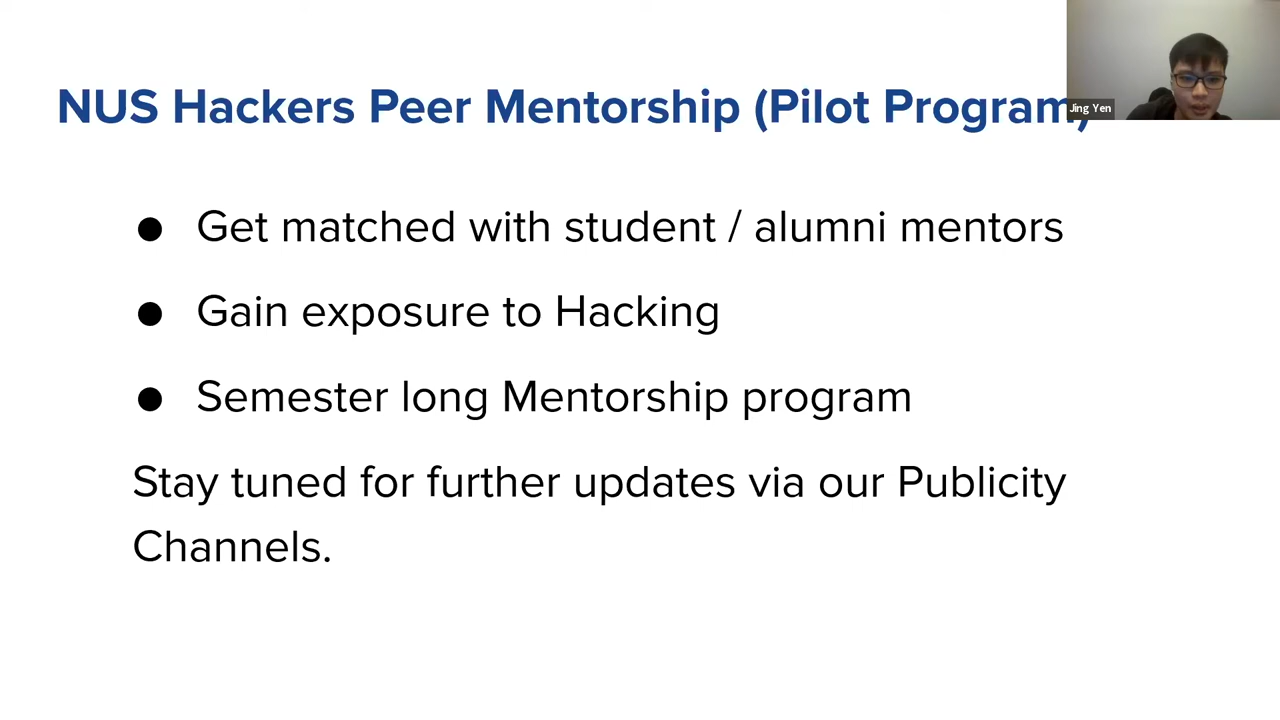 NUS Hackers Peer Mentorship (Pilot Program)
Jing Yen
● Get matched with student / alumni mentors
● Gain exposure to Hacking
● Semester long Mentorship program
Stay tuned for further updates via our Publicity
Channels.